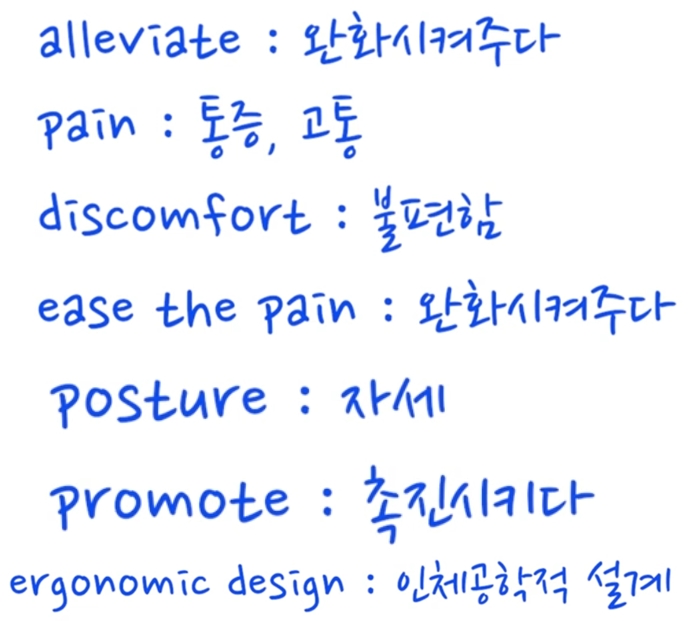 alleviate : 완화시켜주다
pain : 통증, 고통
discomfort : 불편함
ease the pain : 완화시켜주다
posture : 자세
promote : 촉진시키다
ergonomic design : 인체공학적 설계